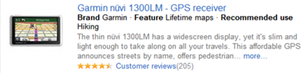 Garmin nüvi 1300LM - GPS receiver
Brand Garmin · Feature Lifetime maps · Recommended use
Hiking
The thin nüvi 1300LM has a widescreen display, yet it's slim and
light enough to take along on all your travels. This affordable GPS
announces streets by name, offers pedestrian... more...
Customer reviews(205)